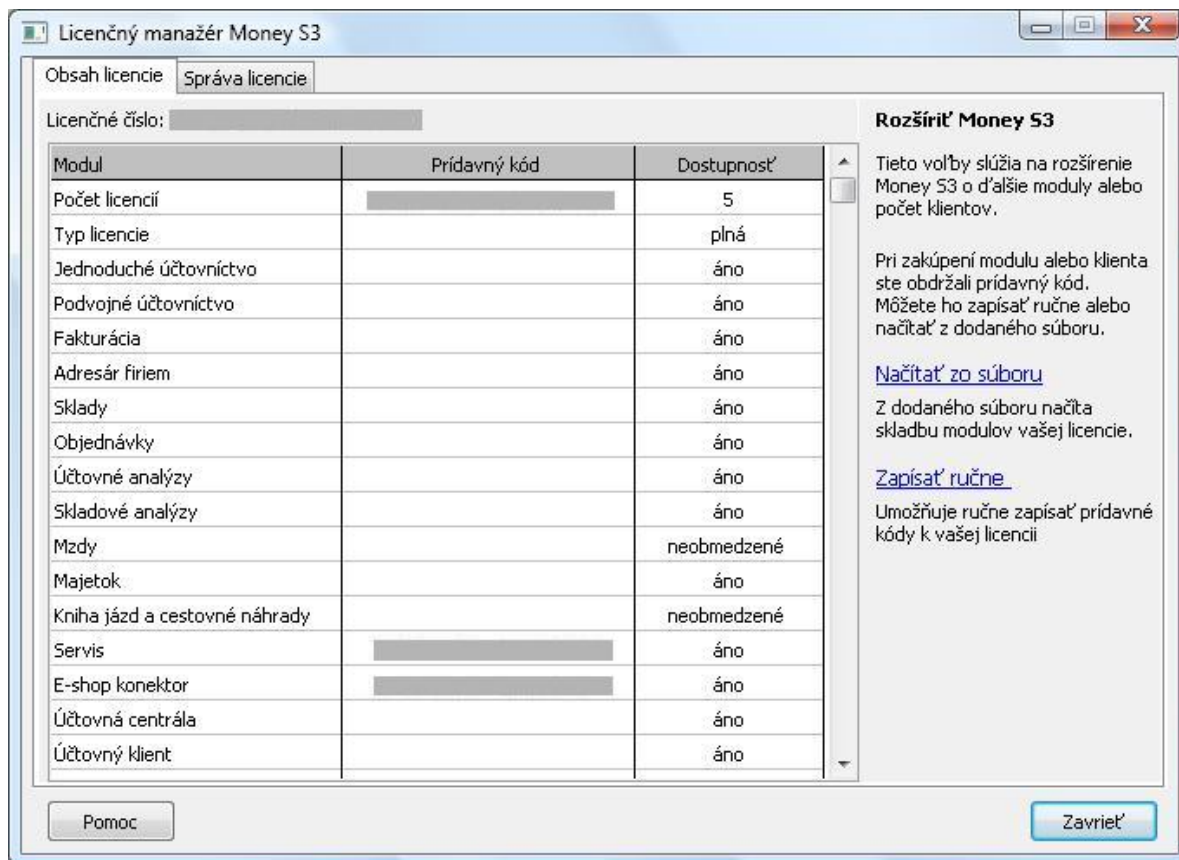 Licenčný manažér Money S3
Obsah licencie
Správa licencie
Licenčné číslo:
Modul Prídavný kód Dostupnosť
Počet licencií 5
Typ licencie plná
Jednoduché účtovníctvo áno
Podvojné účtovníctvo áno
Fakturácia áno
Adresár firiem áno
Sklady áno
Objednávky áno
Účtovné analýzy áno
Skladové analýzy áno
Mzdy neobmedzené
Majetok áno
Kniha jázd a cestovné náhrady neobmedzené
Servis áno
E-shop konektor áno
Účtovná centrála áno
Účtovný klient áno
Rozšíriť Money S3
Tieto voľby slúžia na rozšírenie
Money S3 o ďalšie moduly alebo
počet klientov.
Pri zakúpení modulu alebo klienta
ste obdržali prídavný kód.
Môžete ho zapísať ručne alebo
načítať z dodaného súboru.
Načítať zo súboru
Z dodaného súboru načíta
skladbu modulov vašej licencie.
Zapísať ručne
Umožňuje ručne zapísať prídavné
kódy k vašej licencii
Pomoc
Zavrieť